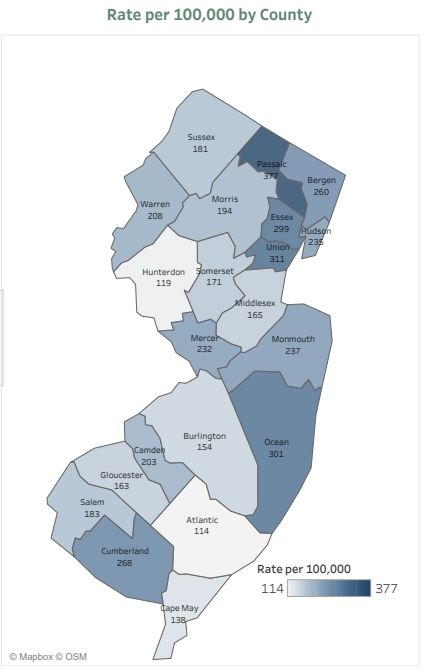 Rate per 100,000 by County
Sussex
181
Passaic
377
Bergen
260
Warren
208
Morris
194
Essex
299
Hudson
235
Union...
311
Hunterdon
119
Somerset
171
Middlesex
165
Mercer
232
Monmouth
237
Burlington
154
Ocean
301
Camden
203
Gloucester
163
Salem
183
Atlantic
114
Cumberland
268
Cape May
138
Rate per 100,000
114 377
© Mapbox © OSM